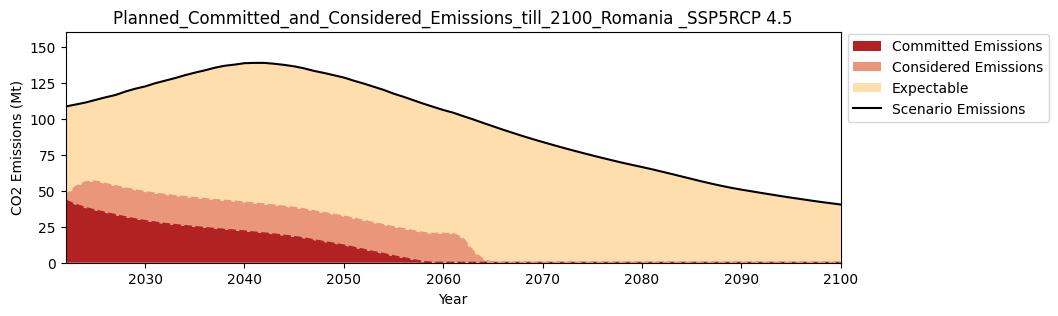 Planned_Committed_and_Considered_Emissions_till_2100_Romania _SSP5RCP 4.5
CO2 Emissions (Mt)
150
125
100
75
50
25
0
2030 2040 2050 2060 2070 2080 2090 2100
Year
Committed Emissions
Considered Emissions
Expectable
Scenario Emissions